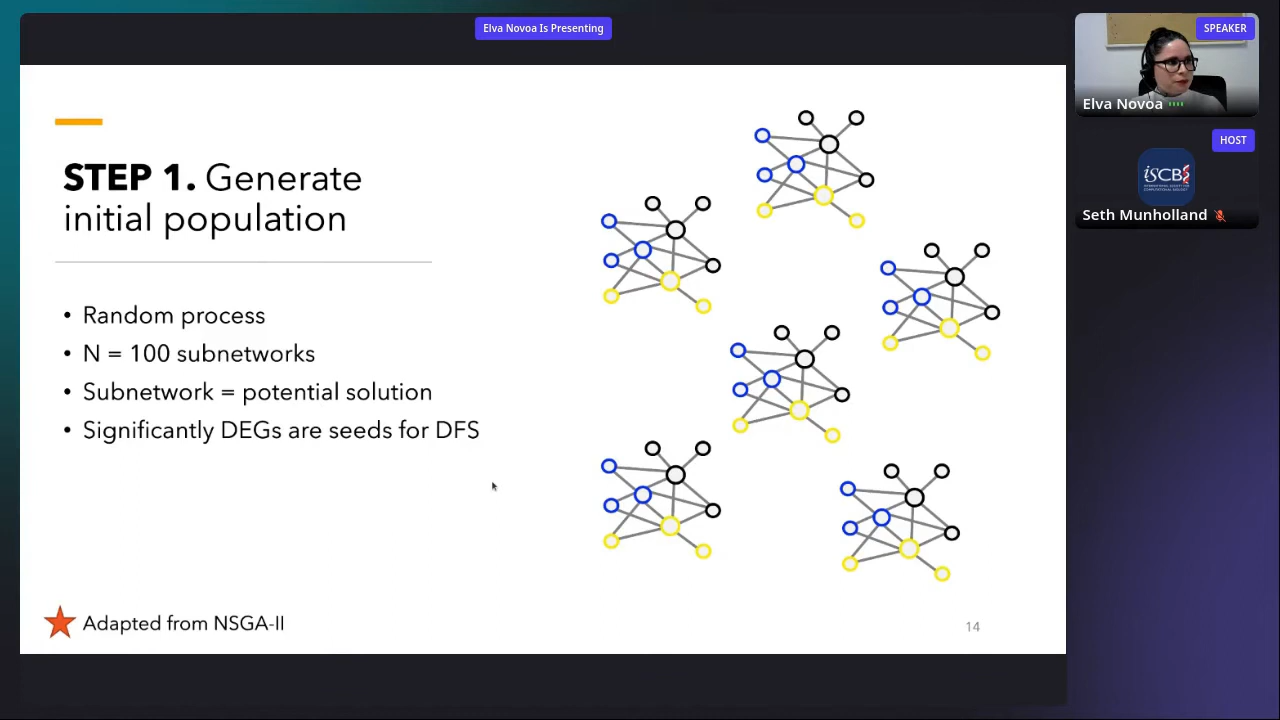 Elva Novoa Is Presenting
SPEAKER
Elva Novoa
HOST
iSCB
Seth Munholland
STEP 1. Generate
initial population
• Random process
• N = 100 subnetworks
• Subnetwork = potential solution
• Significantly DEGs are seeds for DFS
Adapted from NSGA-II
14